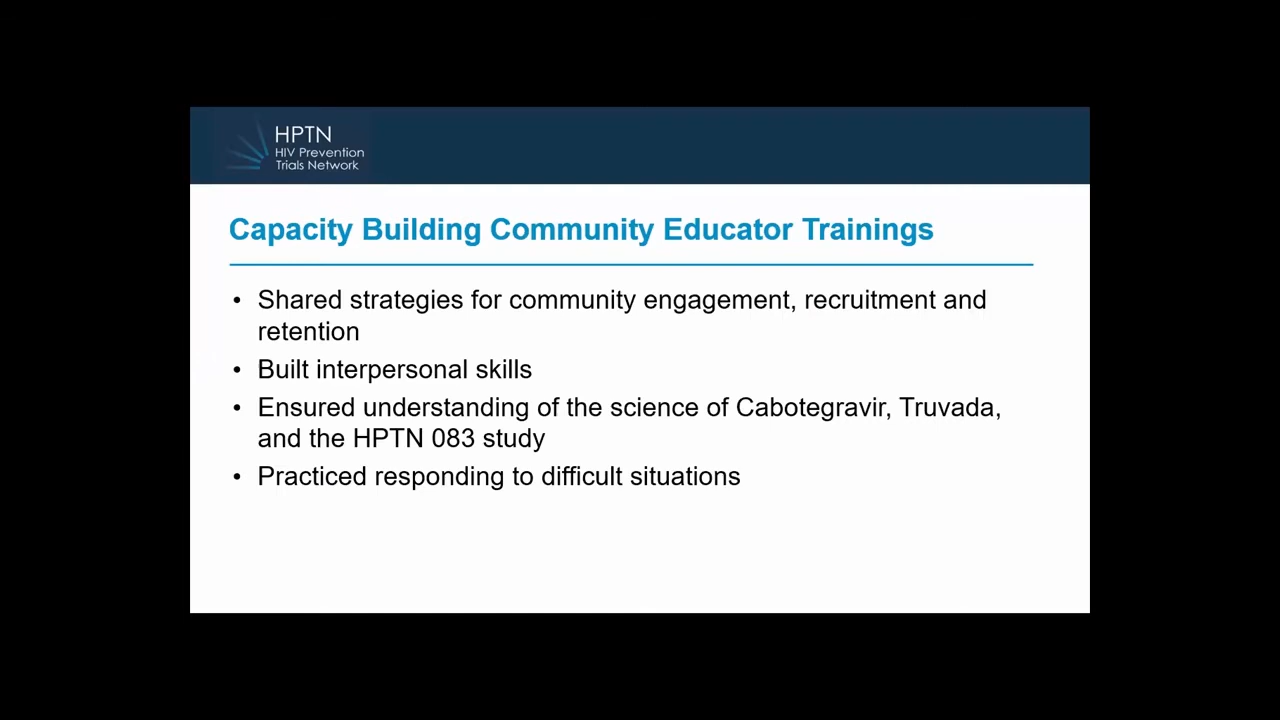 HPTN
HIV Prevention
Trials Network
Capacity Building Community Educator Trainings
• Shared strategies for community engagement, recruitment and
retention
• Built interpersonal skills
• Ensured understanding of the science of Cabotegravir, Truvada,
and the HPTN 083 study
• Practiced responding to difficult situations